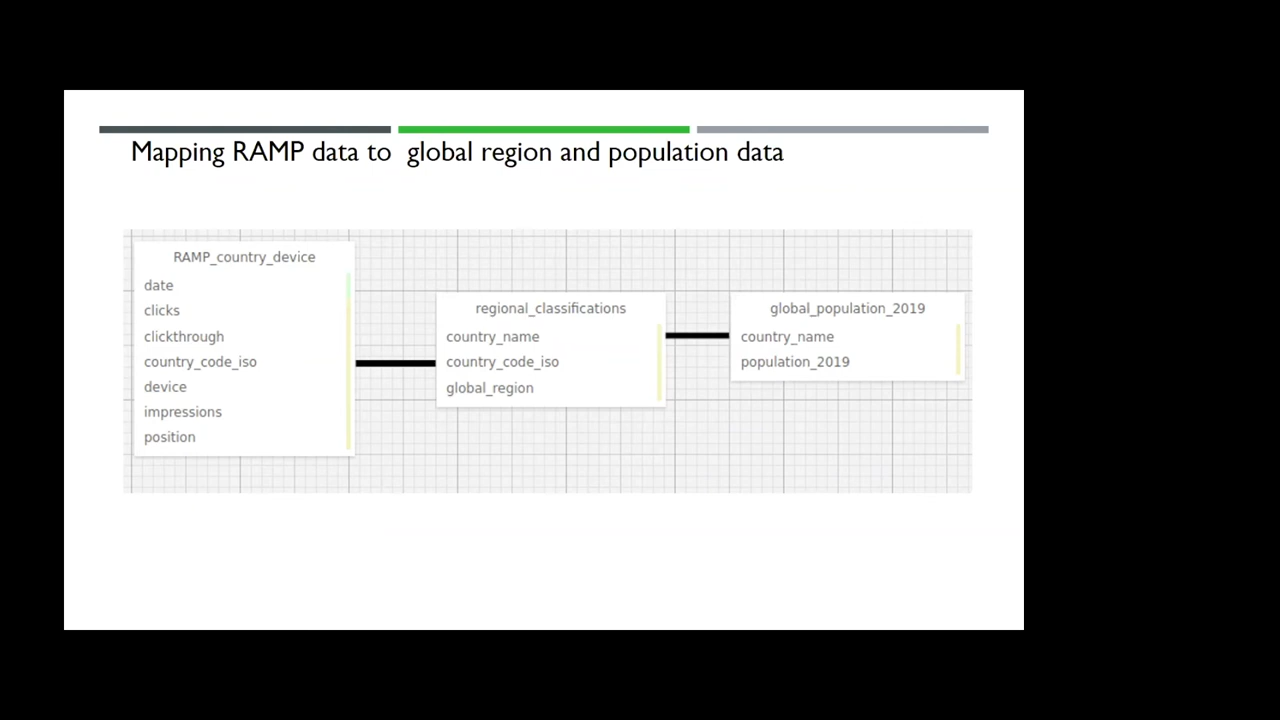 Mapping RAMP data to  global region and population data
RAMP_country_device
date
clicks
clickthrough
country_code_iso
device
impressions
position
regional_classifications
country_name
country_code_iso
global_region
global_population_2019
country_name
population_2019